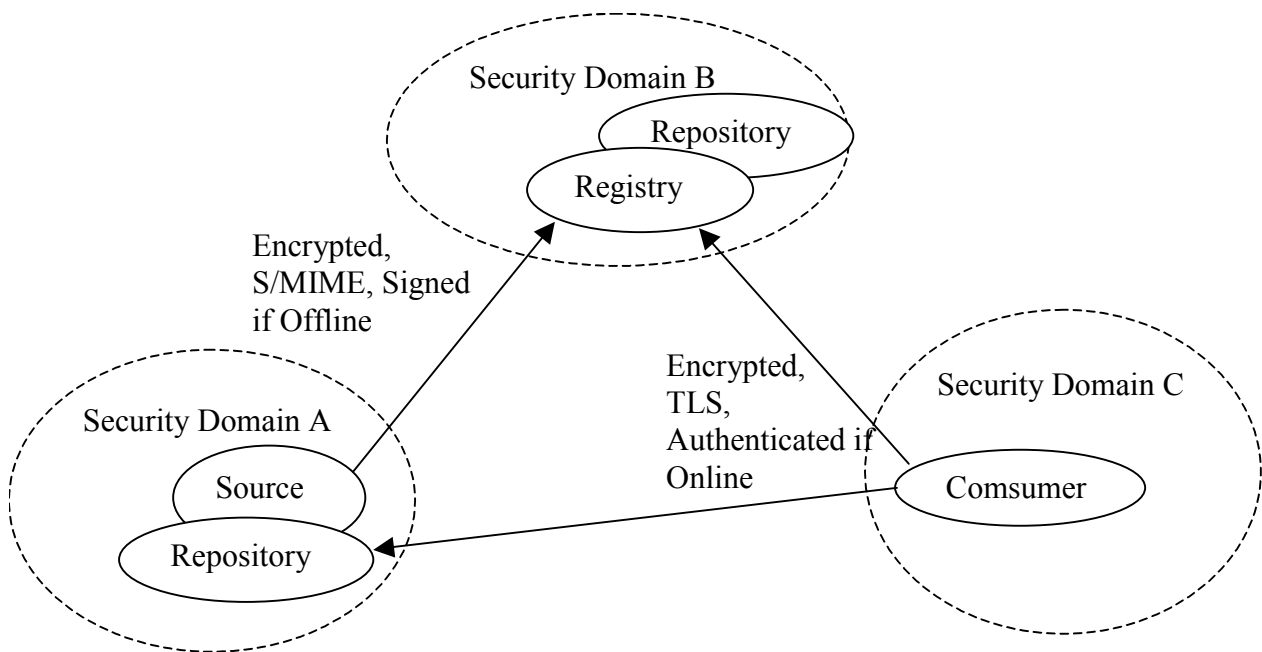 Security Domain B
Repository
Registry
Encrypted,
S/MIME, Signed
if Offline
Encrypted,
TLS,
Authenticated if
Online
Security Domain C
Comsumer
Security Domain A
Source
Repository